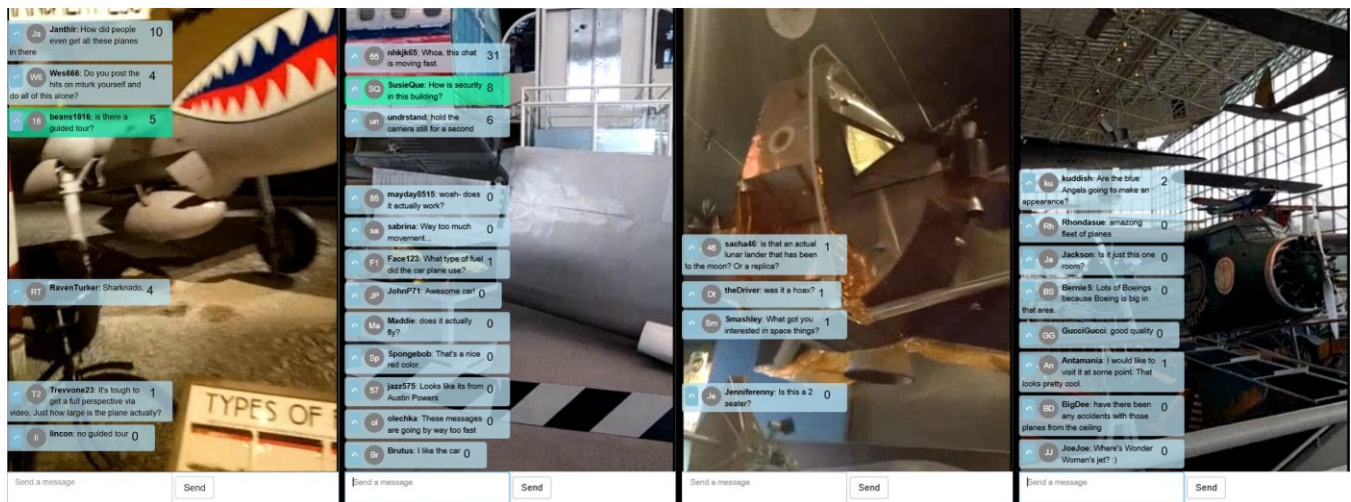 Ja
Janthir: How did people 10
even get all these planes
in there
W6
Wes666: Do you post the 4
hits on mturk yourself and
do all of this alone?
18
beans1816: is there a 5
guided tour?
RT
RavenTurker: Sharknado. 4
T2
Trevvone23: It's tough to 1
get a full perspective via
video. Just how large is the plane actually?
li
lincon: no guided tour 0
TYPES OF
Send a message
Send
65
nhkjk65: Whoa, this chat 31
is moving fast.
SQ
SusieQue: How is security 8
in this building?
un
undrstand: hold the 6
camera still for a second
85
mayday8515: woah- does 0
it actually work?
sa
sabrina: Way too much 0
movement...
F1
Face123: What type of fuel 1
did the car plane use?
JP
JohnP71: Awesome car! 0
Ma
Maddie: does it actually 0
fly?
Sp
Spongebob: That's a nice 0
red color.
57
jazz575: Looks like its from 0
Austin Powers
ol
olechka: These messages 0
are going by way too fast
Br
Brutus: I like the car 0
Send a message
Send
46
sacha46: is that an actual 1
lunar lander that has been
to the moon? Or a replica?
Dt
theDriver: was it a hoax? 1
Sm
Smashley: What got you 1
interested in space things?
Je
Jenniferenny: Is this a 2 0
seater?
Send a message
Send
ku
kuddish: Are the blue 2
Angels going to make an
appearance?
Rh
Rhondasue: amazong 0
fleet of planes
Ja
Jackson: Is it just this one 0
room?
BS
Bernie5: Lots of Boeings 0
because Boeing is big in
that area.
GG
GucciGucci: good quality 0
An
Antamania: I would like to 1
visit it at some point. That
looks pretty cool.
BD
BigDee: have there been 0
any accidents with those
planes from the ceiling
JJ
JoeJoe: Where's Wonder 0
Woman's jet? :)
Send a message
Send